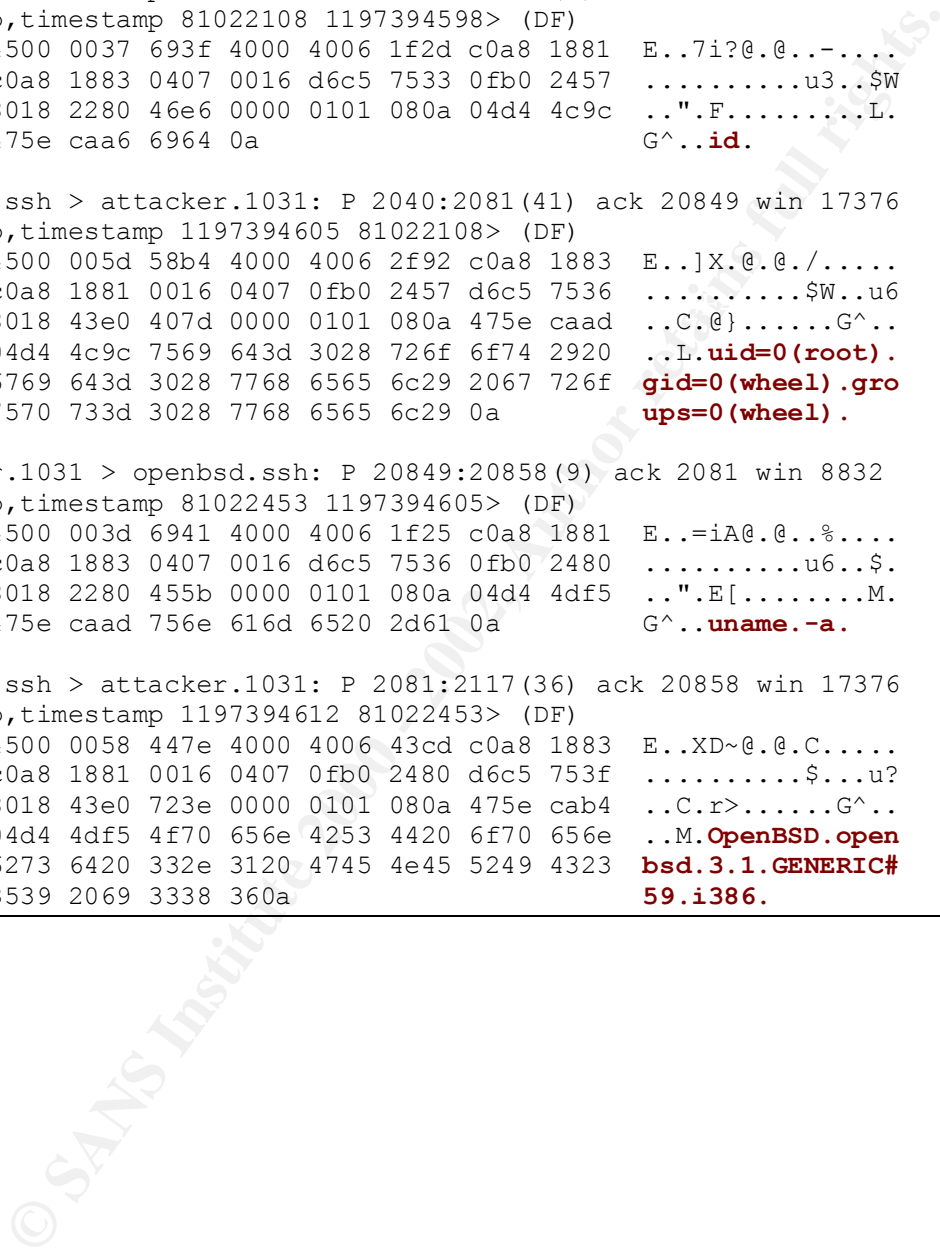 ,timestamp 81022108 1197394598> (DF)
500 0037 693f 4000 4006 1f2d c0a8 1881 E..7i?@.@..-....
0a8 1883 0407 0016 d6c5 7533 0fb0 2457 ..........u3..$W
018 2280 46e6 0000 0101 080a 04d4 4c9c ..".F.........L.
75e caa6 6964 0a G^..id.
ssh > attacker.1031: P 2040:2081(41) ack 20849 win 17376
,timestamp 1197394605 81022108> (DF)
500 005d 58b4 4000 4006 2f92 c0a8 1883 E..]X.@.@./.....
0a8 1881 0016 0407 0fb0 2457 d6c5 7536 ..........$W..u6
018 43e0 407d 0000 0101 080a 475e caad ..C.@}......G^..
4d4 4c9c 7569 643d 3028 726f 6f74 2920 ..L.uid=0(root).
769 643d 3028 7768 6565 6c29 2067 726f gid=0(wheel).gro
570 733d 3028 7768 6565 6c29 0a ups=0(wheel).
.1031 > openbsd.ssh: P 20849:20858(9) ack 2081 win 8832
,timestamp 81022453 1197394605> (DF)
500 003d 6941 4000 4006 1f25 c0a8 1881 E..=iA@.@..%....
0a8 1883 0407 0016 d6c5 7536 0fb0 2480 ..........u6..$.
018 2280 455b 0000 0101 080a 04d4 4df5 ..".E[........M.
75e caad 756e 616d 6520 2d61 0a G^..uname.-a.
ssh > attacker.1031: P 2081:2117(36) ack 20858 win 17376
,timestamp 1197394612 81022453> (DF)
500 0058 447e 4000 4006 43cd c0a8 1883 E..XD~@.@.C.....
0a8 1881 0016 0407 0fb0 2480 d6c5 753f ..........$...u?
018 43e0 723e 0000 0101 080a 475e cab4 ..C.r>......G^..
4d4 4df5 4f70 656e 4253 4420 6f70 656e ..M.OpenBSD.open
273 6420 332e 3120 4745 4e45 5249 4323 bsd.3.1.GENERIC#
539 2069 3338 360a 59.i386.
© SANS Institute 2000 - 2002, Author retains full rights.